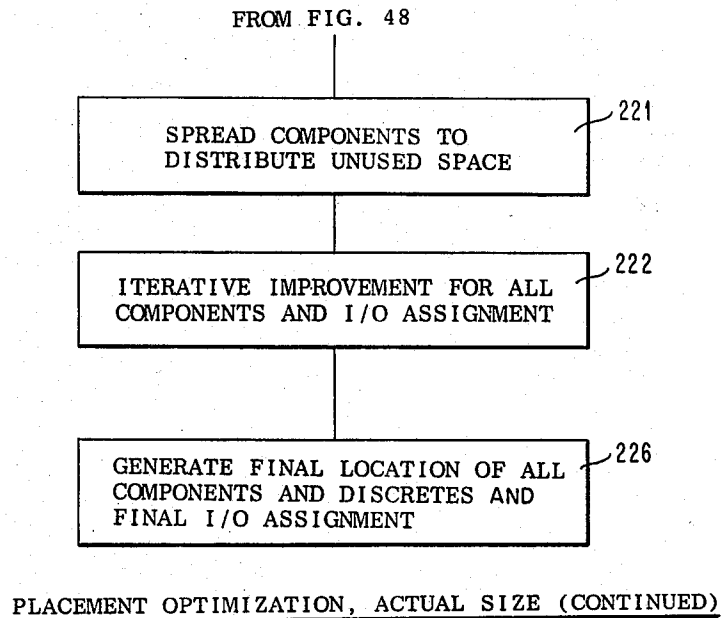 FROM FIG. 48
221
SPREAD COMPONENTS TO
DISTRIBUTE UNUSED SPACE
222
ITERATIVE IMPROVEMENT FOR ALL
COMPONENTS AND I/O ASSIGNMENT
226
GENERATE FINAL LOCATION OF ALL
COMPONENTS AND DISCRETES AND
FINAL I/O ASSIGNMENT
PLACEMENT OPTIMIZATION, ACTUAL SIZE (CONTINUED)